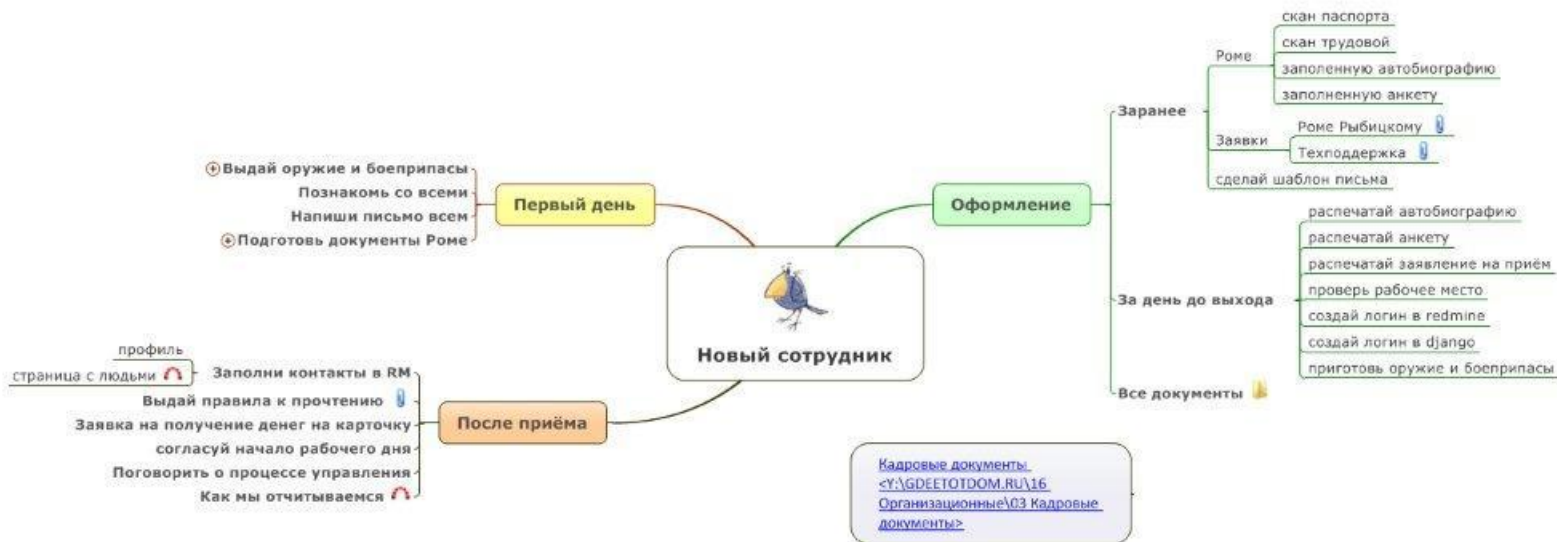 Новый сотрудник
Оформление
Заранее
Роме
скан паспорта
скан трудовой
заполенную автобиографию
заполненную анкету
Заявки
Роме Рыбицкому
Техподдержка
сделай шаблон письма
За день до выхода
распечатай автобиографию
распечатай анкету
распечатай заявление на приём
проверь рабочее место
создай логин в redmine
создай логин в django
приготовь оружие и боеприпасы
Все документы
Первый день
Выдай оружие и боеприпасы
Познакомь со всеми
Напиши письмо всем
Подготовь документы Роме
После приёма
Заполни контакты в RM
профиль
страница с людьми
Выдай правила к прочтению
Заявка на получение денег на карточку
согласуй начало рабочего дня
Поговорить о процессе управления
Как мы отчитываемся
Кадровые документы
<Y:\GDEETOTDOM.RU\16
Организационные\03 Кадровые
документы>